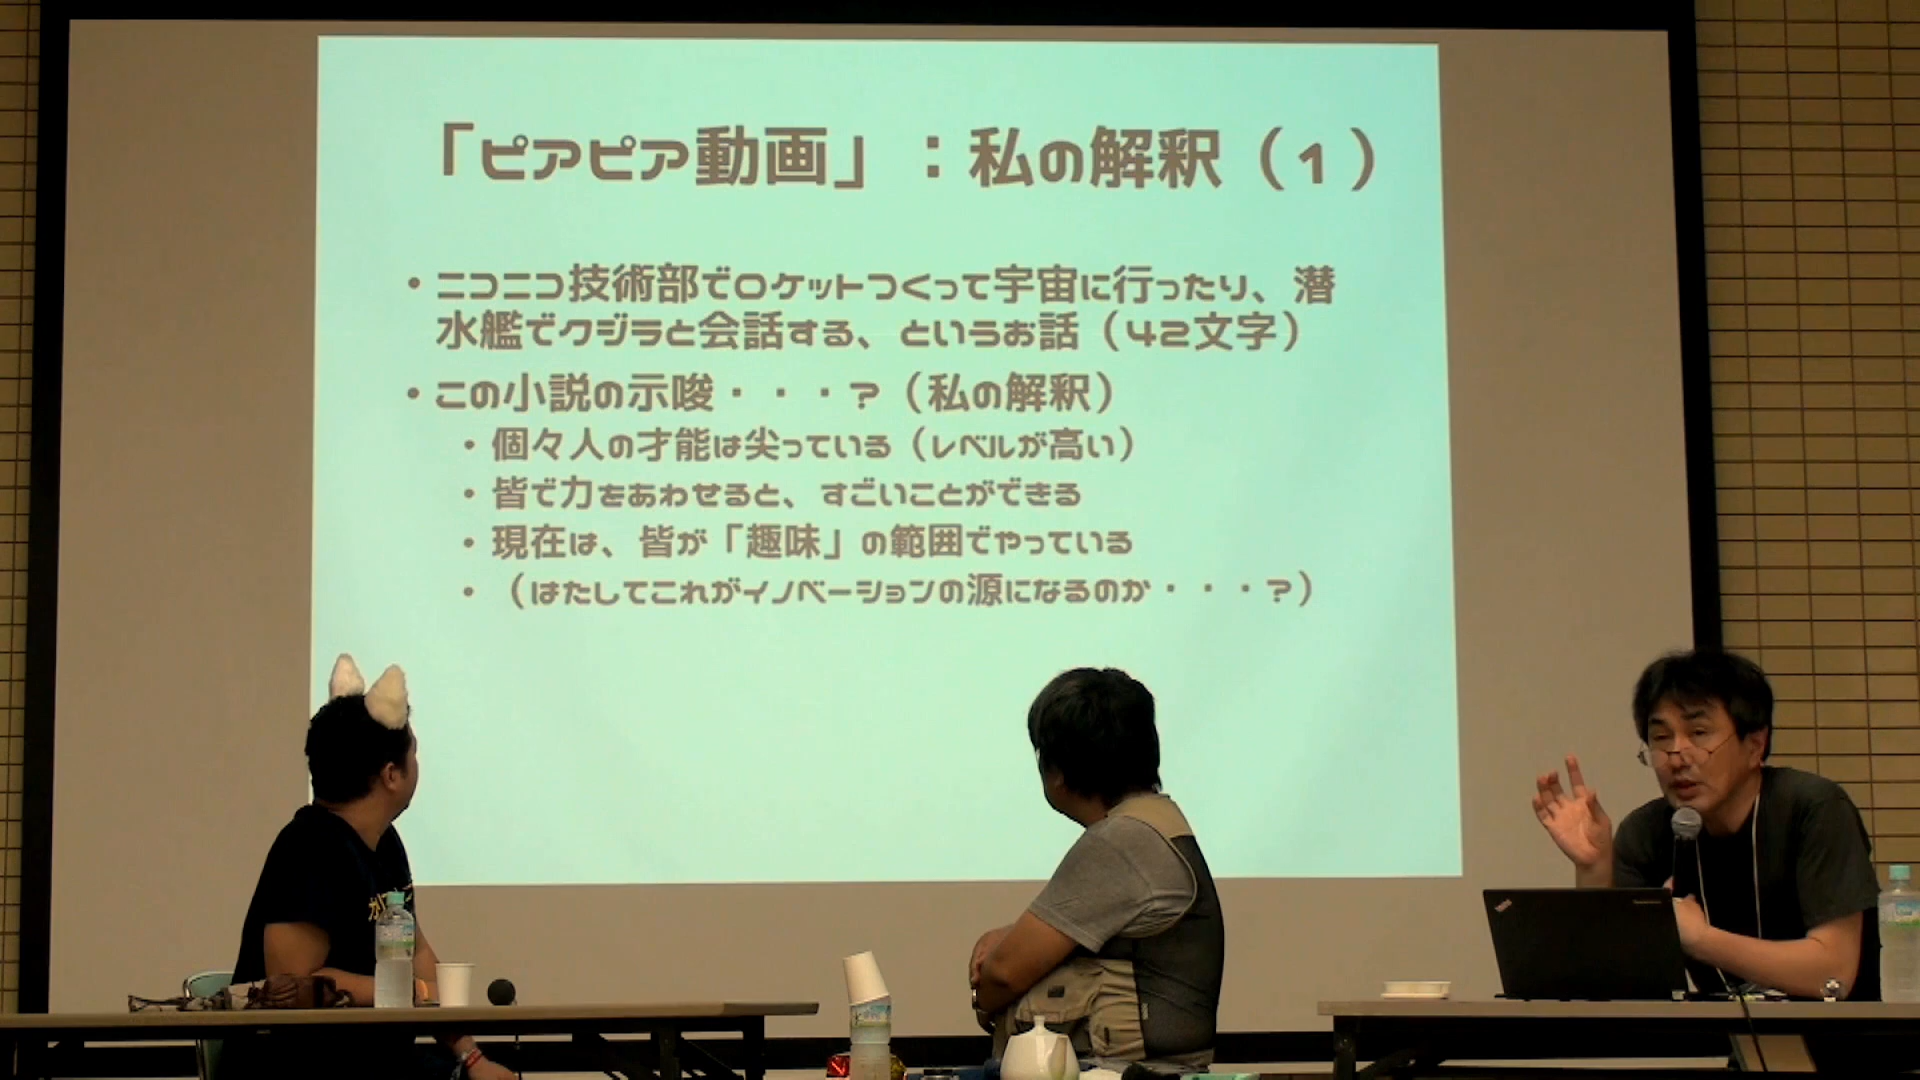 「ピアピア動画」：私の解釈（1）
・ニコニコ技術部でロケットつくって宇宙に行ったり、潜
水艦でクジラと会話する、というお話（42文字）
・この小説の示唆・・・？（私の解釈）
・個々人の才能は尖っている（レベルが高い）
・皆で力をあわせると、すごいことができる
・現在は、皆が「趣味」の範囲でやっている
・（はたしてこれがイノベーションの源になるのか・・・？）